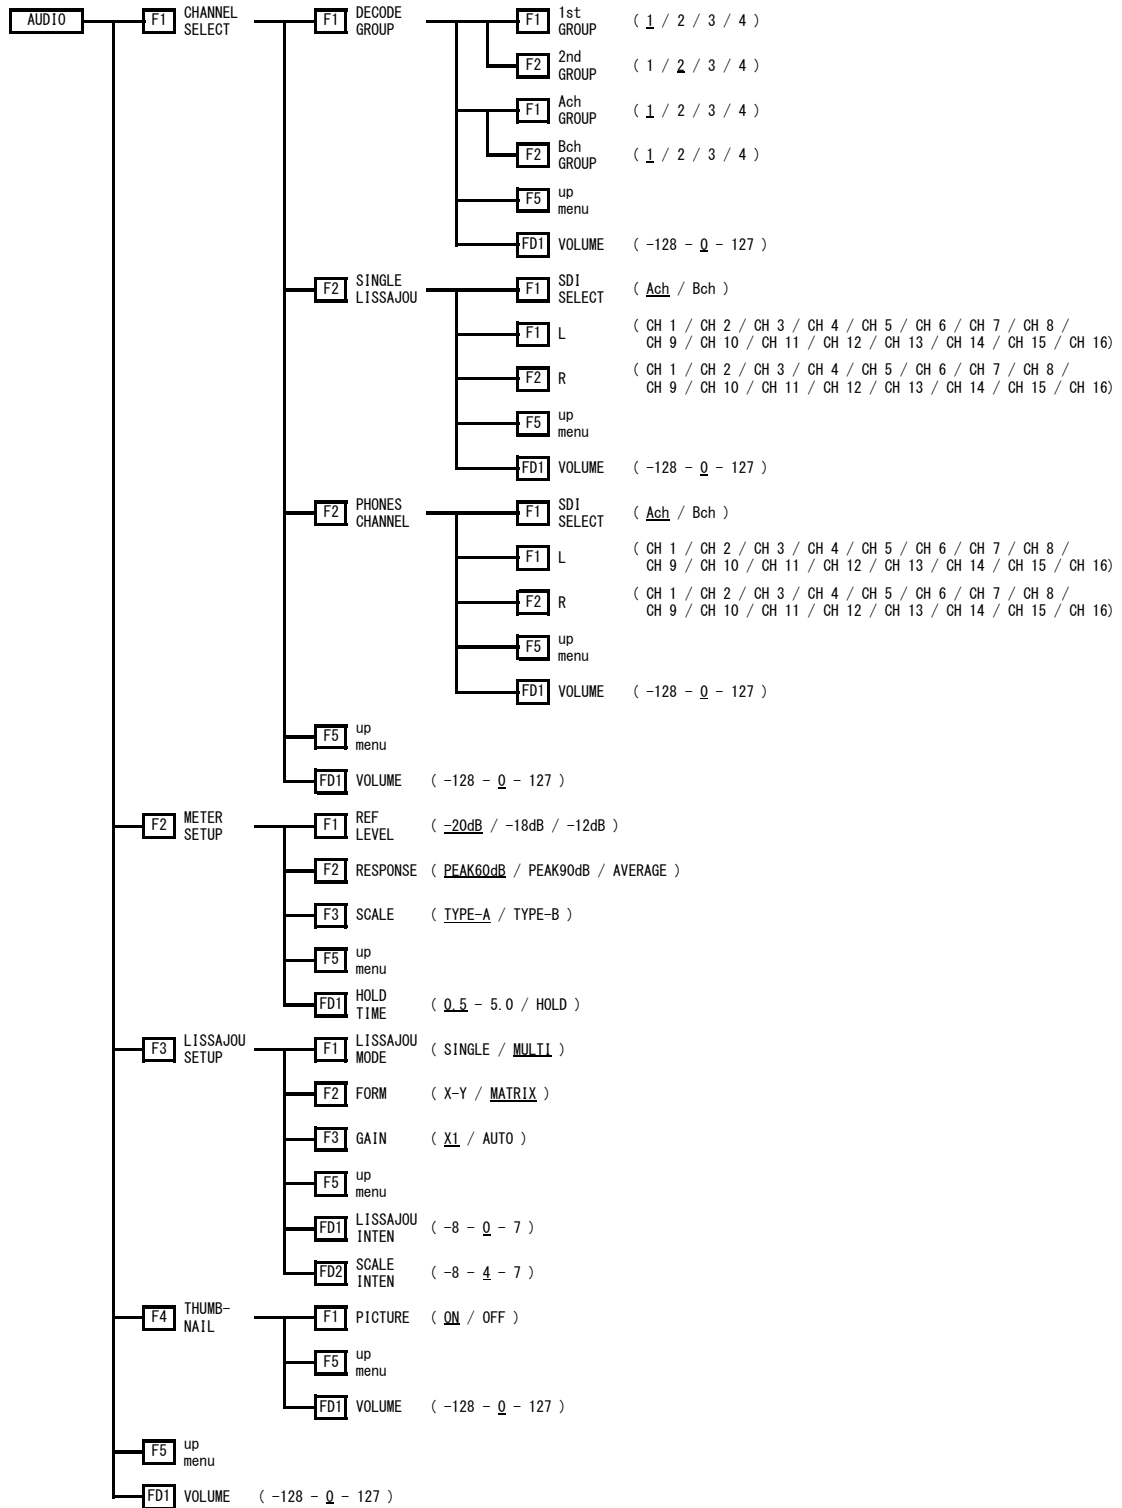 AUDIO F1 CHANNEL F1 DECODE F1 1st ( 1 / 2 / 3 / 4 )
SELECT GROUP GROUP
F2 2nd ( 1 / 2 / 3 / 4 )
GROUP
F1 Ach ( 1 / 2 / 3 / 4 )
GROUP
F2 Bch ( 1 / 2 / 3 / 4 )
GROUP
F5 up
menu
FD1 VOLUME ( -128 - 0 - 127 )
F2 SINGLE F1 SDI ( Ach / Bch )
LISSAJOU SELECT
F1 L ( CH 1 / CH 2 / CH 3 / CH 4 / CH 5 / CH 6 / CH 7 / CH 8 /
CH 9 / CH 10 / CH 11 / CH 12 / CH 13 / CH 14 / CH 15 / CH 16)
F2 R ( CH 1 / CH 2 / CH 3 / CH 4 / CH 5 / CH 6 / CH 7 / CH 8 /
CH 9 / CH 10 / CH 11 / CH 12 / CH 13 / CH 14 / CH 15 / CH 16)
F5 up
menu
FD1 VOLUME ( -128 - 0 - 127 )
F2 PHONES F1 SDI ( Ach / Bch )
CHANNEL SELECT
F1 L ( CH 1 / CH 2 / CH 3 / CH 4 / CH 5 / CH 6 / CH 7 / CH 8 /
CH 9 / CH 10 / CH 11 / CH 12 / CH 13 / CH 14 / CH 15 / CH 16)
F2 R ( CH 1 / CH 2 / CH 3 / CH 4 / CH 5 / CH 6 / CH 7 / CH 8 /
CH 9 / CH 10 / CH 11 / CH 12 / CH 13 / CH 14 / CH 15 / CH 16)
F5 up
menu
FD1 VOLUME ( -128 - 0 - 127 )
F5 up
menu
FD1 VOLUME ( -128 - 0 - 127 )
F2 METER F1 REF ( -20dB / -18dB / -12dB )
SETUP LEVEL
F2 RESPONSE ( PEAK60dB / PEAK90dB / AVERAGE )
F3 SCALE ( TYPE-A / TYPE-B )
F5 up
menu
FD1 HOLD ( 0.5 - 5.0 / HOLD )
TIME
F3 LISSAJOU F1 LISSAJOU ( SINGLE / MULTI )
SETUP MODE
F2 FORM ( X-Y / MATRIX )
F3 GAIN ( X1 / AUTO )
F5 up
menu
FD1 LISSAJOU ( -8 - 0 - 7 )
INTEN
FD2 SCALE ( -8 - 4 - 7 )
INTEN
F4 THUMB- F1 PICTURE ( ON / OFF )
NAIL
F5 up
menu
FD1 VOLUME ( -128 - 0 - 127 )
F5 up
menu
FD1 VOLUME ( -128 - 0 - 127 )